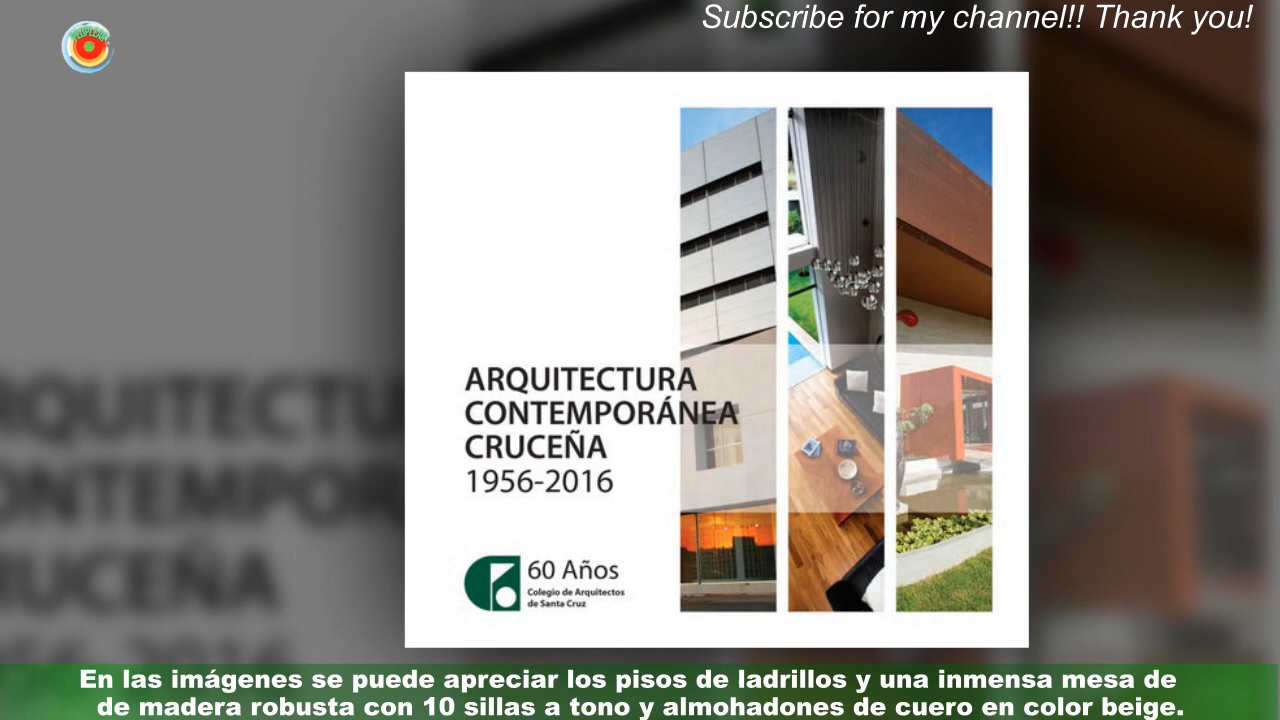 Subscribe for my channel!! Thank you!
ARQUITECTURA
CONTEMPORÁNEA
CRUCEÑA
1956-2016
60 Años
Colegio de Arquitectos
de Santa Cruz
En las imágenes se puede apreciar los pisos de ladrillos y una inmensa mesa de
de madera robusta con 10 sillas a tono y almohadones de cuero en color beige.